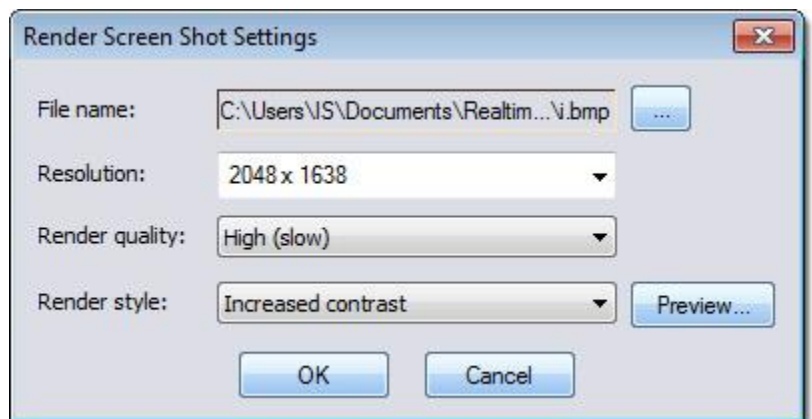 Render Screen Shot Settings
File name: C:\Users\IS\Documents\Realtim...\i.bmp ...
Resolution: 2048 x 1638
Render quality: High (slow)
Render style: Increased contrast Preview...
OK Cancel